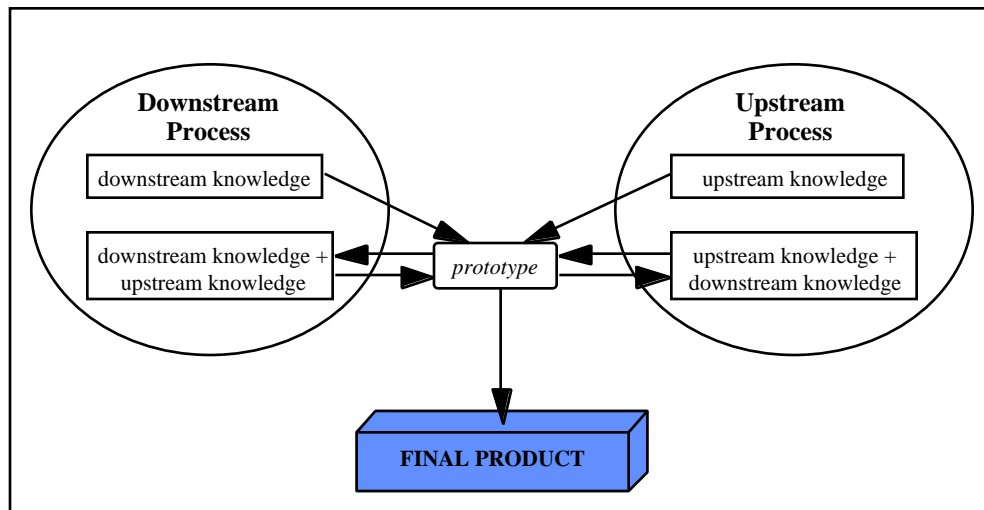 Downstream
Process
downstream knowledge
downstream knowledge +
upstream knowledge
prototype
Upstream
Process
upstream knowledge
upstream knowledge +
downstream knowledge
FINAL PRODUCT